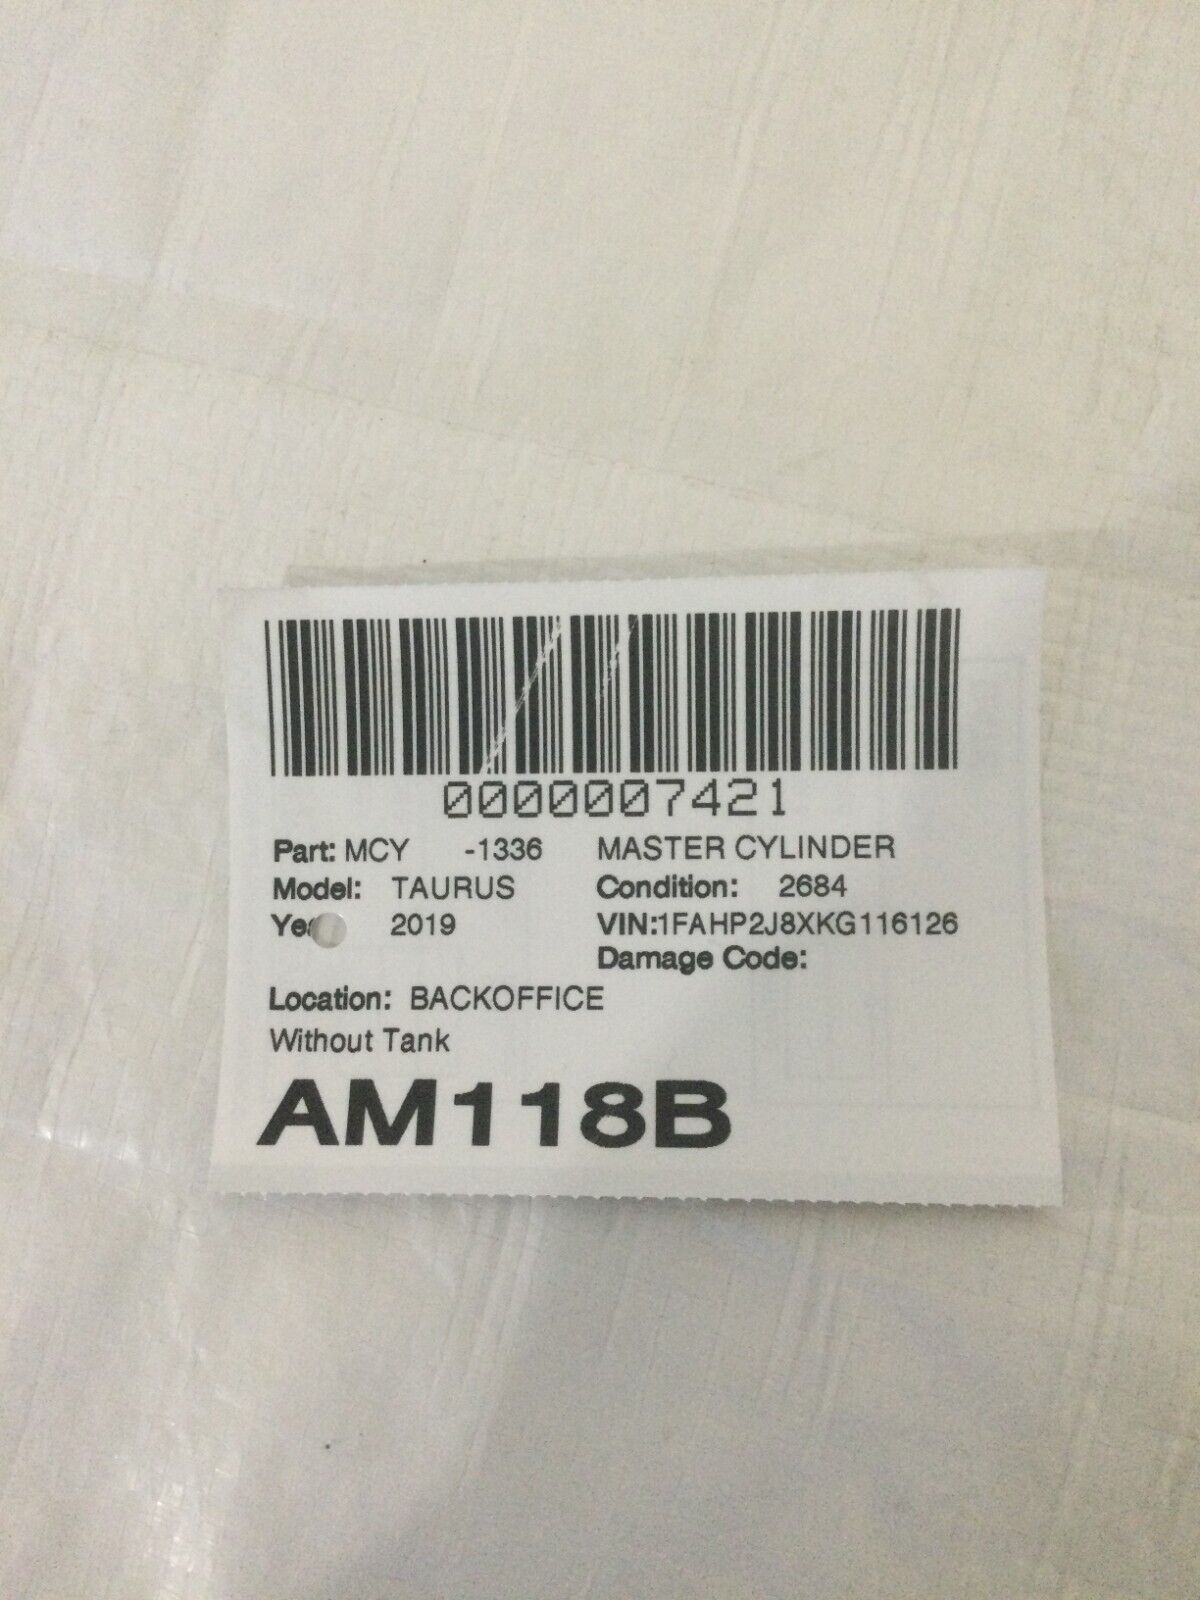 0000007421
Part: MCY -1336 MASTER CYLINDER
Model: TAURUS Condition: 2684
2019 VIN:1FAHP2J8XKG116126
Damage Code:
Location: BACKOFFICE
Without Tank
AM118B